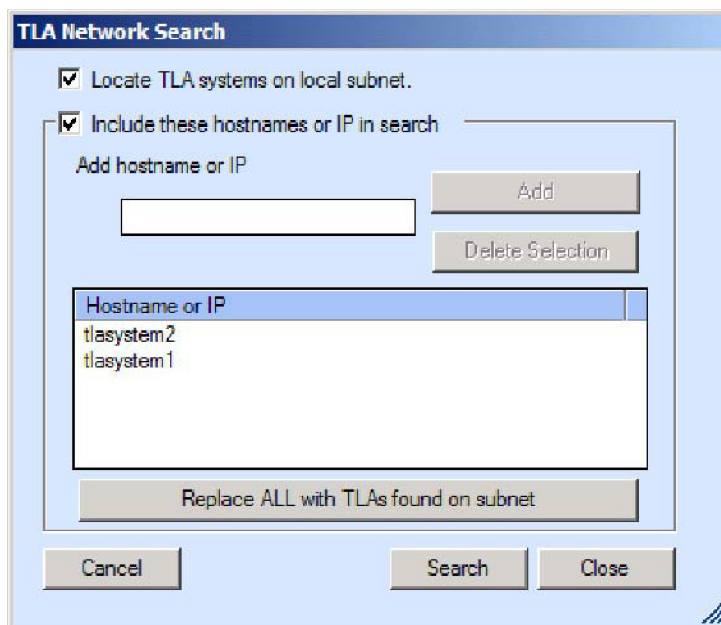 TLA Network Search
Locate TLA systems on local subnet.
Include these hostnames or IP in search
Add hostname or IP
Add
Delete Selection
Hostname or IP
tlasystem2
tlasystem1
Replace ALL with TLAs found on subnet
Cancel
Search
Close